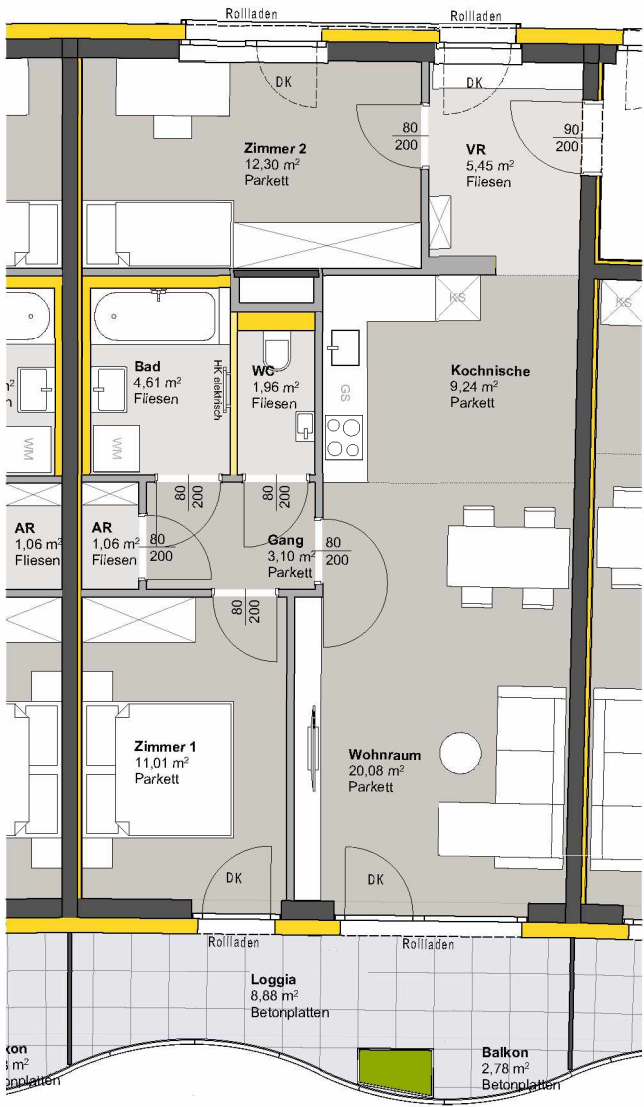 Rollladen
Rollladen
DK
DK
Zimmer 2
12,30 m²
Parkett
80
200
VR
5,45 m²
Fliesen
90
200
KS
KS
Bad
4,61 m²
Fliesen
HK elektrisch
WC
1,96 m²
Fliesen
GS
Kochnische
9,24 m²
Parkett
WM
WM
80
200
80
200
AR
1,06 m²
Fliesen
AR
1,06 m²
Fliesen
80
200
Gang
3,10 m²
Parkett
80
200
80
200
Zimmer 1
11,01 m²
Parkett
Wohnraum
20,08 m²
Parkett
DK
DK
Rollladen
Rollladen
Loggia
8,88 m²
Betonplatten
Balkon
2,78 m²
Betonplatten
kon
m²
onplatten